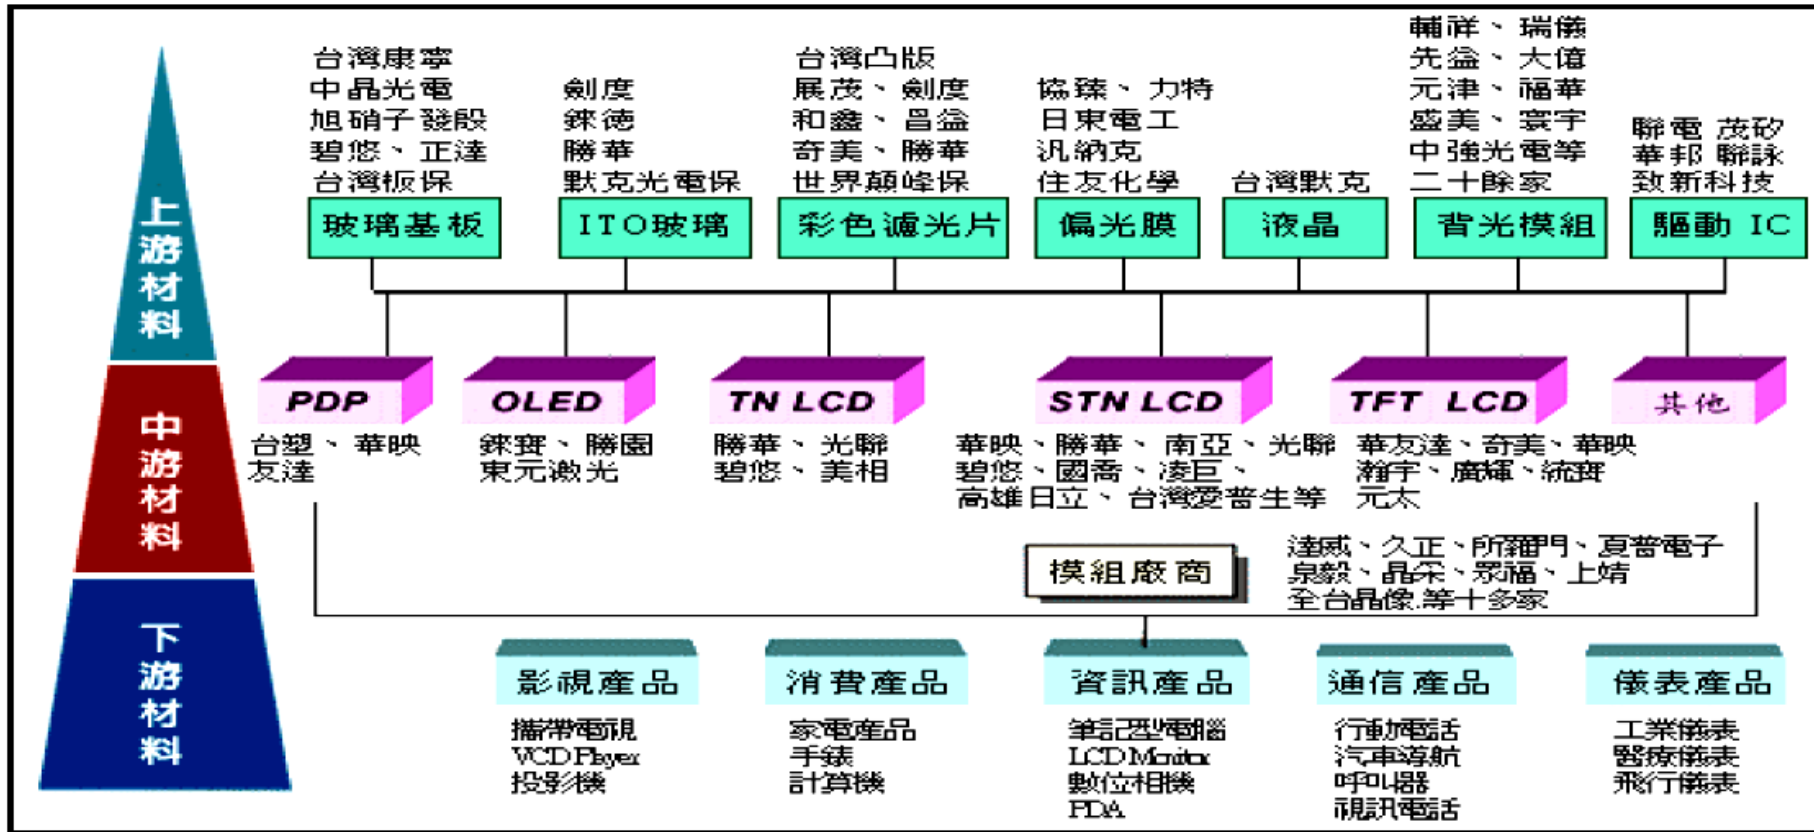 上游材料
台灣康寧
中晶光電
旭硝子發殷
碧悠、正達
台灣板保
玻璃基板
劍度
錸德
勝華
默克光電保
ITO玻璃
台灣凸版
展茂、劍度
和鑫、昌益
奇美、勝華
世界顛峰保
彩色濾光片
協臻、力特
日東電工
汎納克
住友化學
偏光膜
台灣默克
液晶
輔祥、瑞儀
先益、大億
元津、福華
盛美、寰宇
中強光電等
二十餘家
背光模組
聯電 茂矽
華邦 聯詠
致新科技
驅動 IC
中游材料
PDP
台塑、華映
友達
OLED
錸寶、勝園
東元激光
TN LCD
勝華、光聯
碧悠、美相
STN LCD
華映、勝華、南亞、光聯
碧悠、國喬、凌巨、
高雄日立、台灣愛普生等
TFT LCD
華友達、奇美、華映
瀚宇、廣輝、統寶
元太
其他
模組廠商
達威、久正、所羅門、夏普電子
泉毅、晶采、眾福、上靖
全台晶像.等十多家
下游材料
影視產品
攜帶電視
VCD Player
投影機
消費產品
家電產品
手錶
計算機
資訊產品
筆記型電腦
LCD Monitor
數位相機
PDA
通信產品
行動電話
汽車導航
呼叫器
視訊電話
儀表產品
工業儀表
醫療儀表
飛行儀表